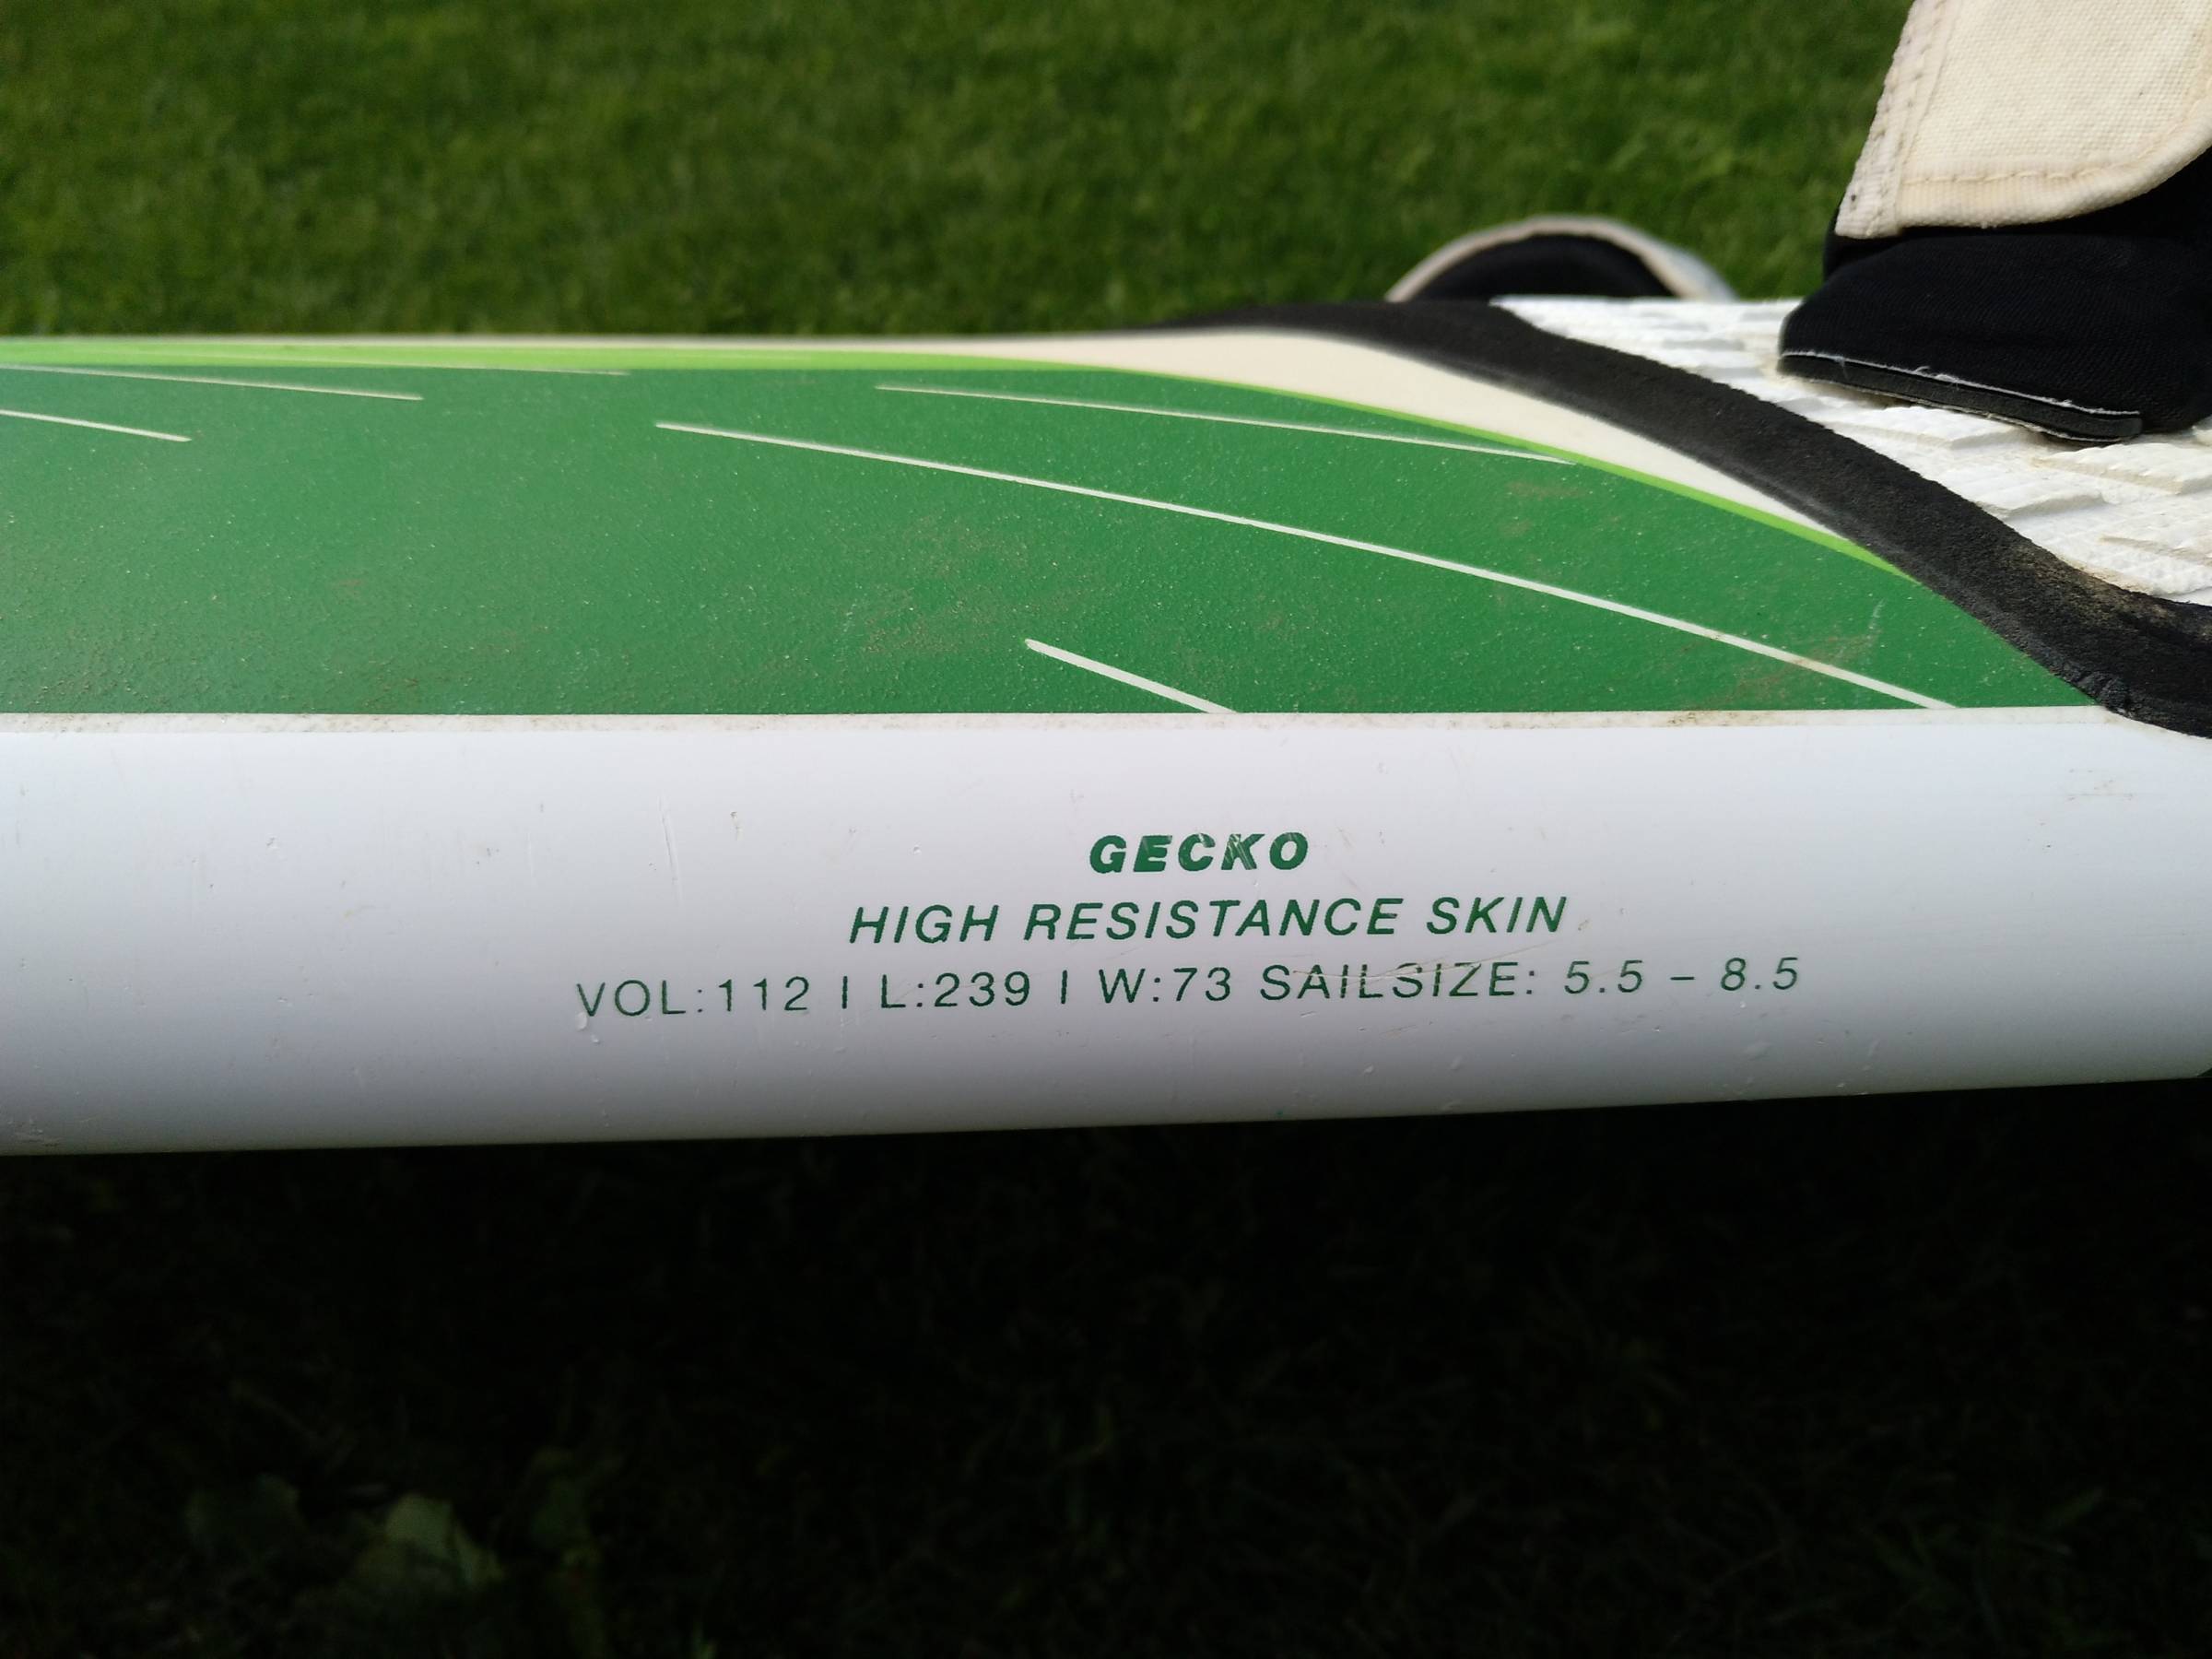 GECKO
HIGH RESISTANCE SKIN
VOL:112 | L:239 | W:73 SAILSIZE: 5.5 – 8.5